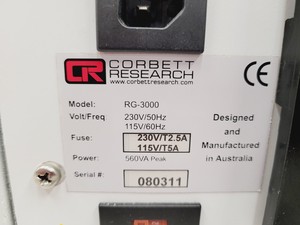 CR CORBETT
RESEARCH
www.corbettresearch.com
CE
Model: RG-3000
Volt/Freq 230V/50Hz
115V/60Hz
Fuse: 230V/T2.5A
115V/T5A
Power: 560VA Peak
Serial #: 080311
Designed
and
Manufactured
in Australia